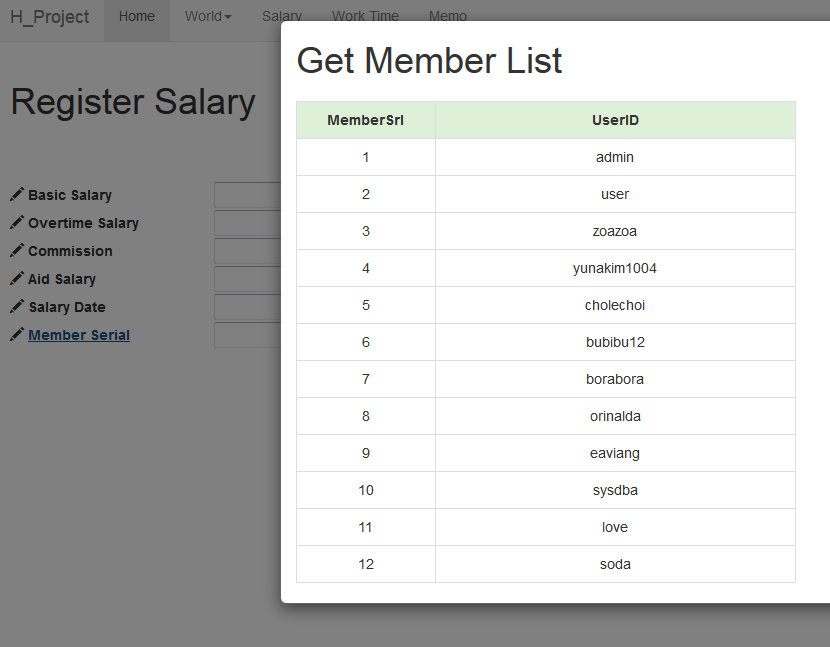 H_Project Home World Salary Work Time Memo
Register Salary
Basic Salary
Overtime Salary
Commission
Aid Salary
Salary Date
Member Serial
Get Member List
MemberSrl UserID
1 admin
2 user
3 zoazoa
4 yunakim1004
5 cholechoi
6 bubibu12
7 borabora
8 orinalda
9 eaviang
10 sysdba
11 love
12 soda